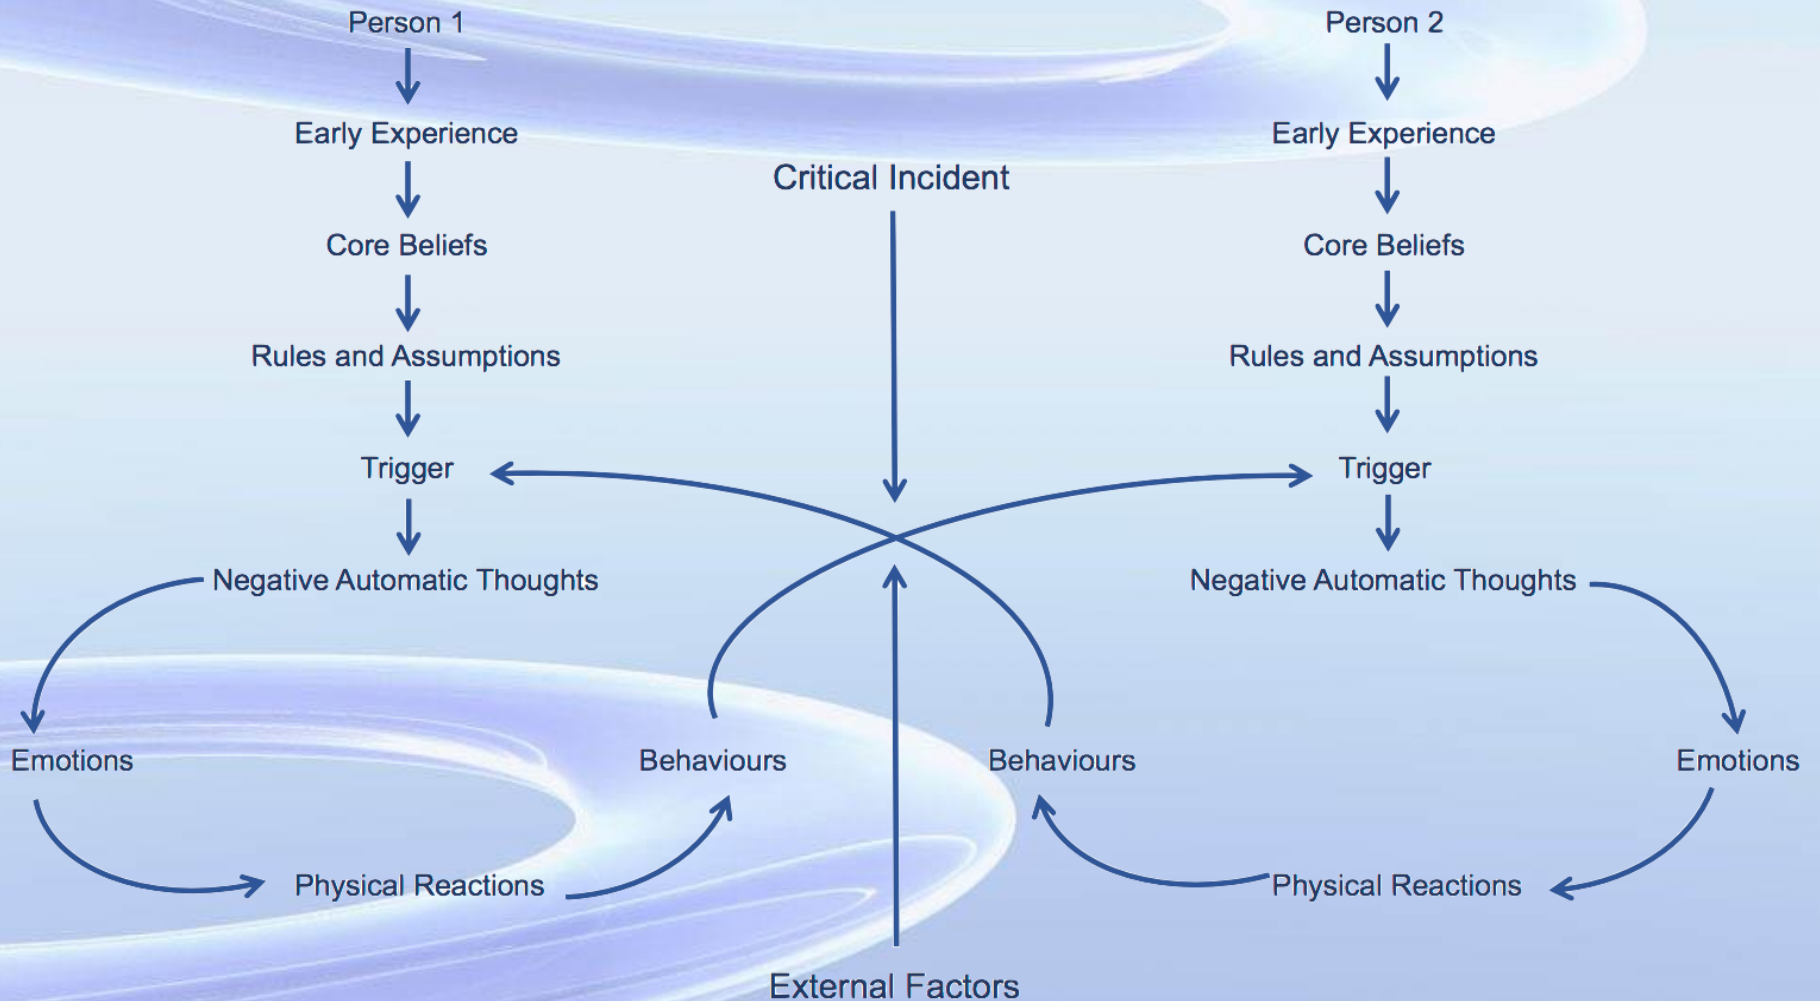 Person 1
Person 2
Early Experience
Early Experience
Critical Incident
Core Beliefs
Core Beliefs
Rules and Assumptions
Rules and Assumptions
Trigger
Trigger
Negative Automatic Thoughts
Negative Automatic Thoughts
Emotions
Behaviours
Behaviours
Emotions
Physical Reactions
Physical Reactions
External Factors